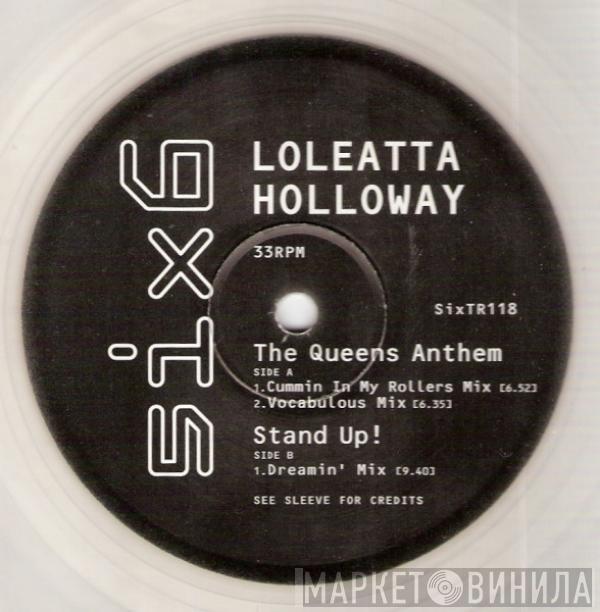 six6
LOLEATTA
HOLLOWAY
33RPM
SixTR118
The Queens Anthem
SIDE A
1.Cummin In My Rollers Mix [6.52]
2.Vocabulous Mix [6.35]
Stand Up!
SIDE B
1.Dreamin' Mix [9.40]
SEE SLEEVE FOR CREDITS
МАРКЕТ ВИНИЛА